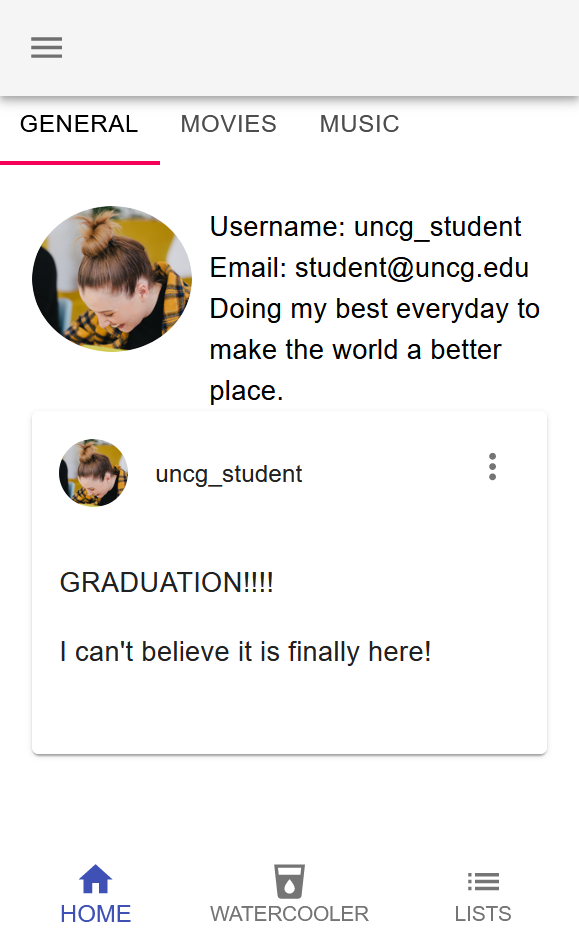 GENERAL MOVIES MUSIC
Username: uncg_student
Email: student@uncg.edu
Doing my best everyday to
make the world a better
place.
uncg_student
GRADUATION!!!!
I can't believe it is finally here!
HOME WATERCOOLER LISTS